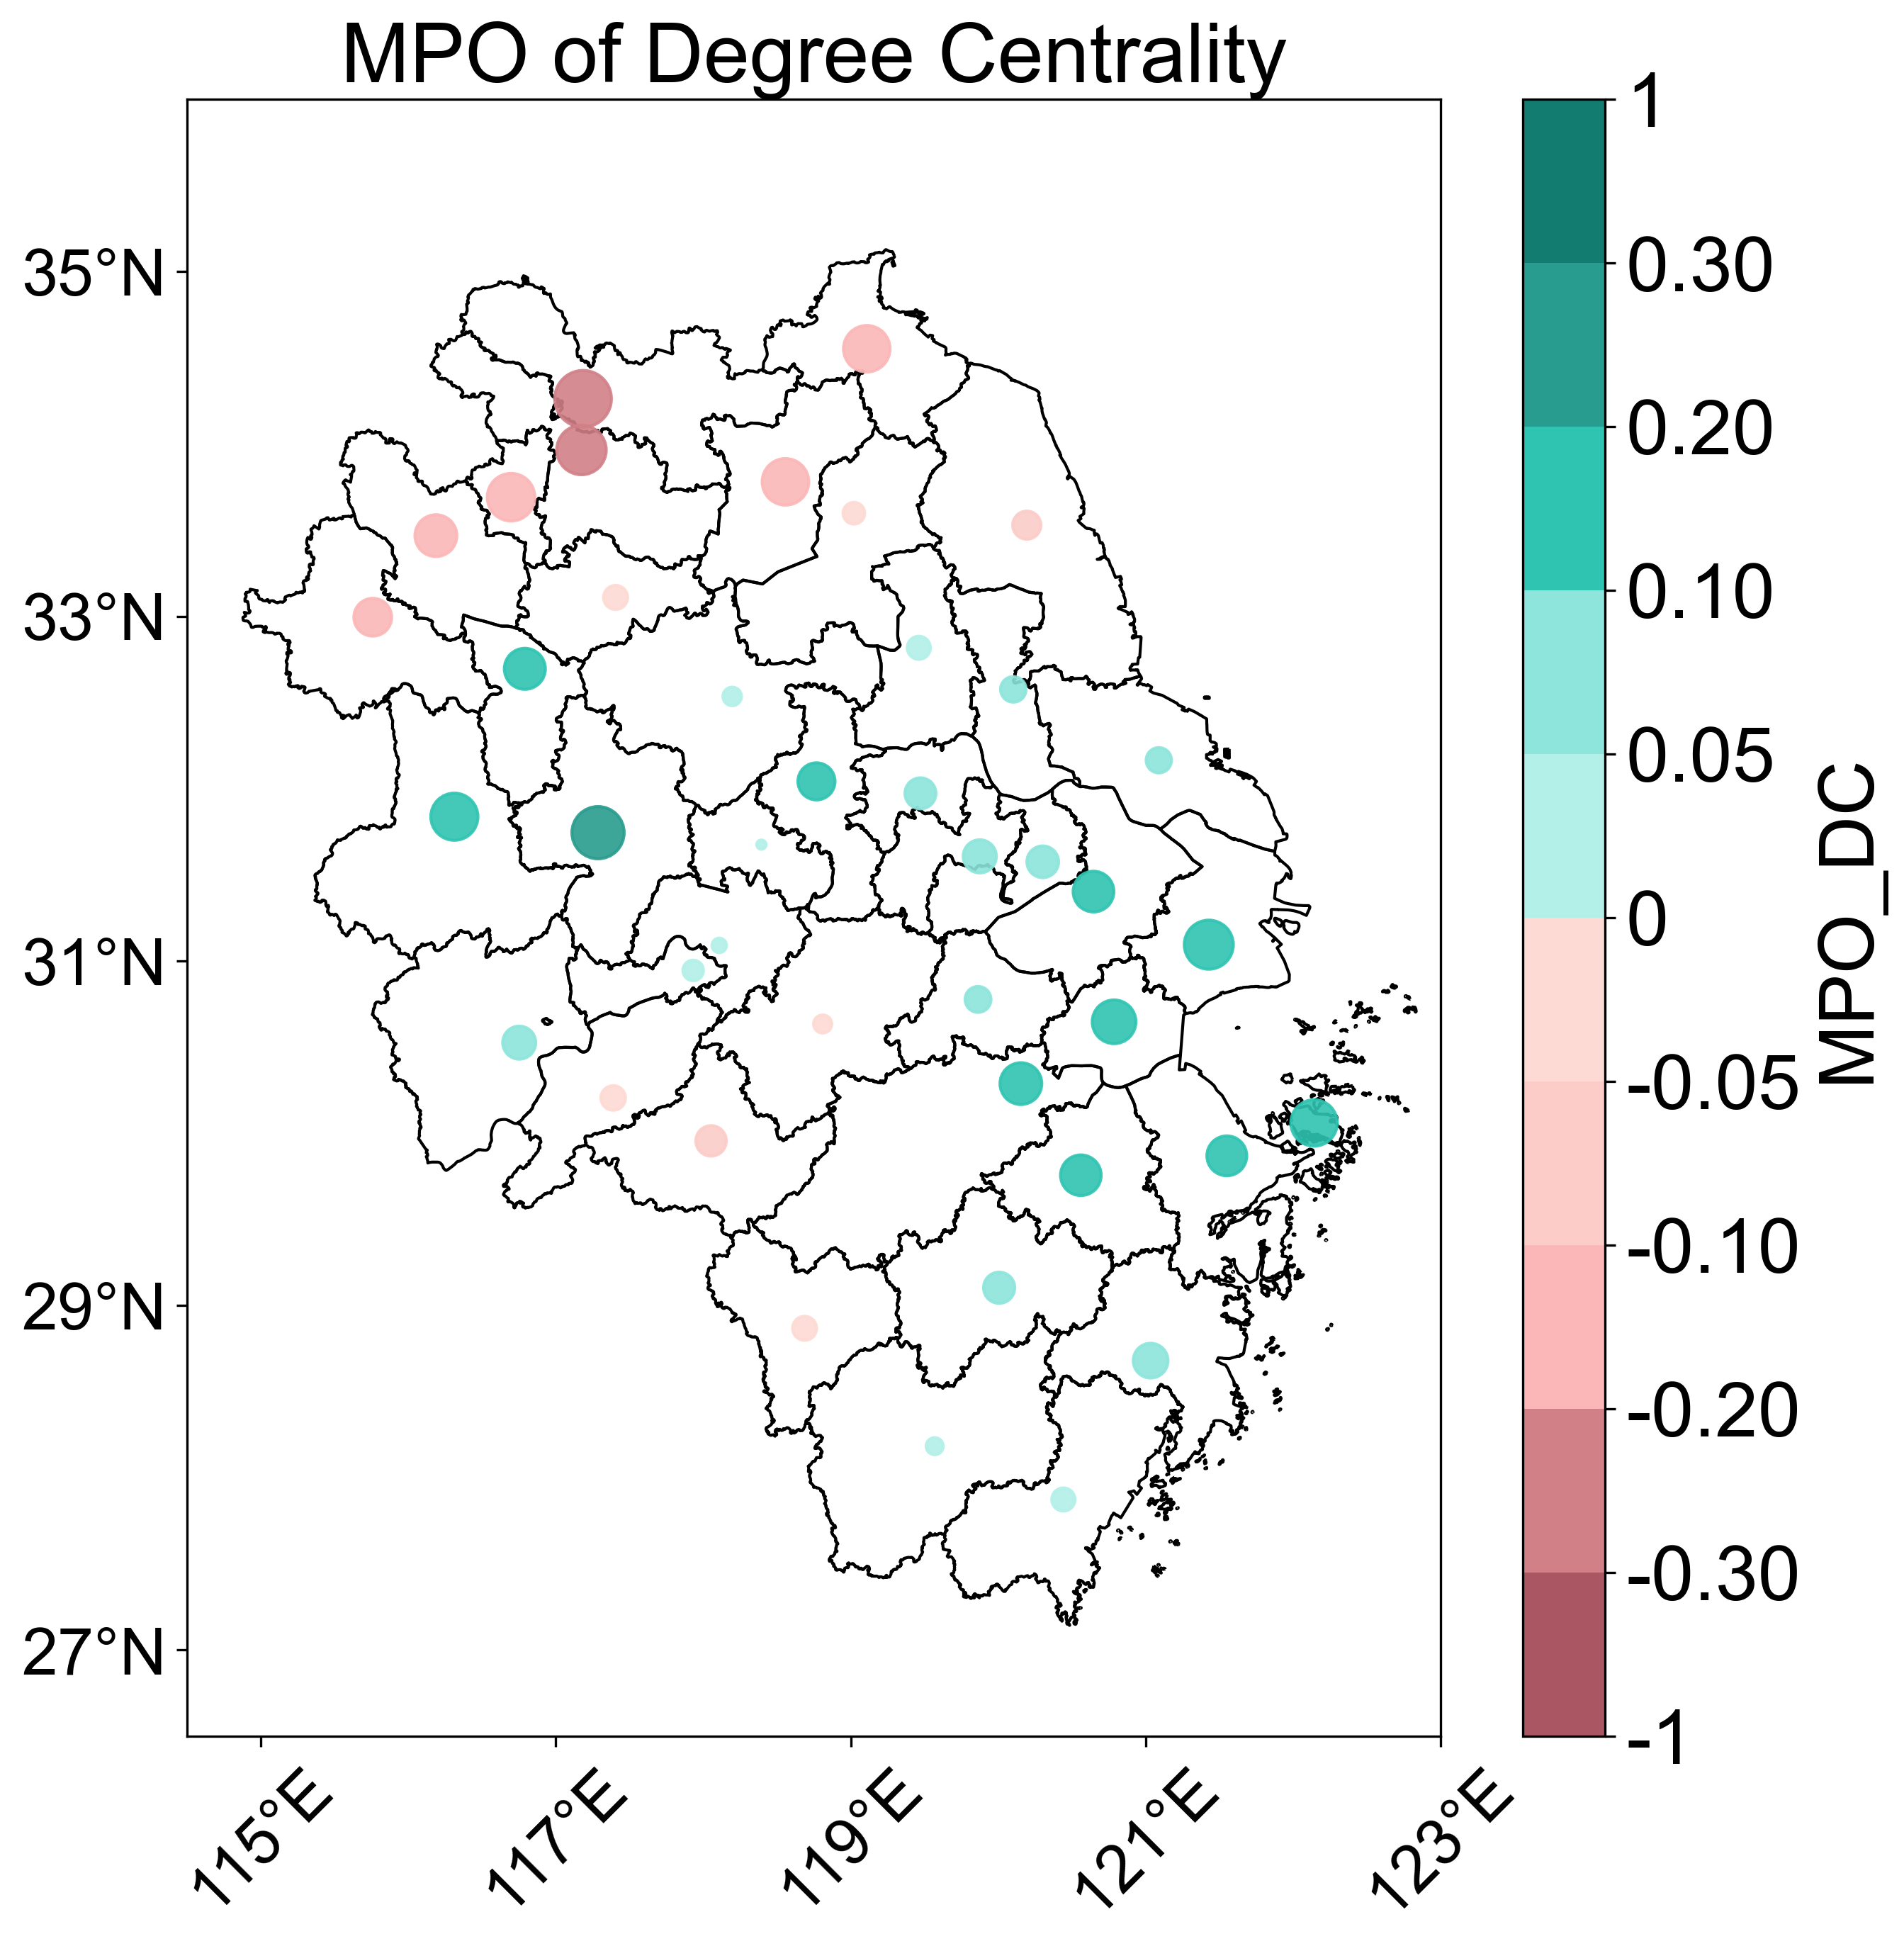 MPO of Degree Centrality
35°N
33°N
31°N
29°N
27°N
115°E
117°E
119°E
121°E
123°E
1
0.30
0.20
0.10
0.05
0
-0.05
-0.10
-0.20
-0.30
-1
MPO_DC